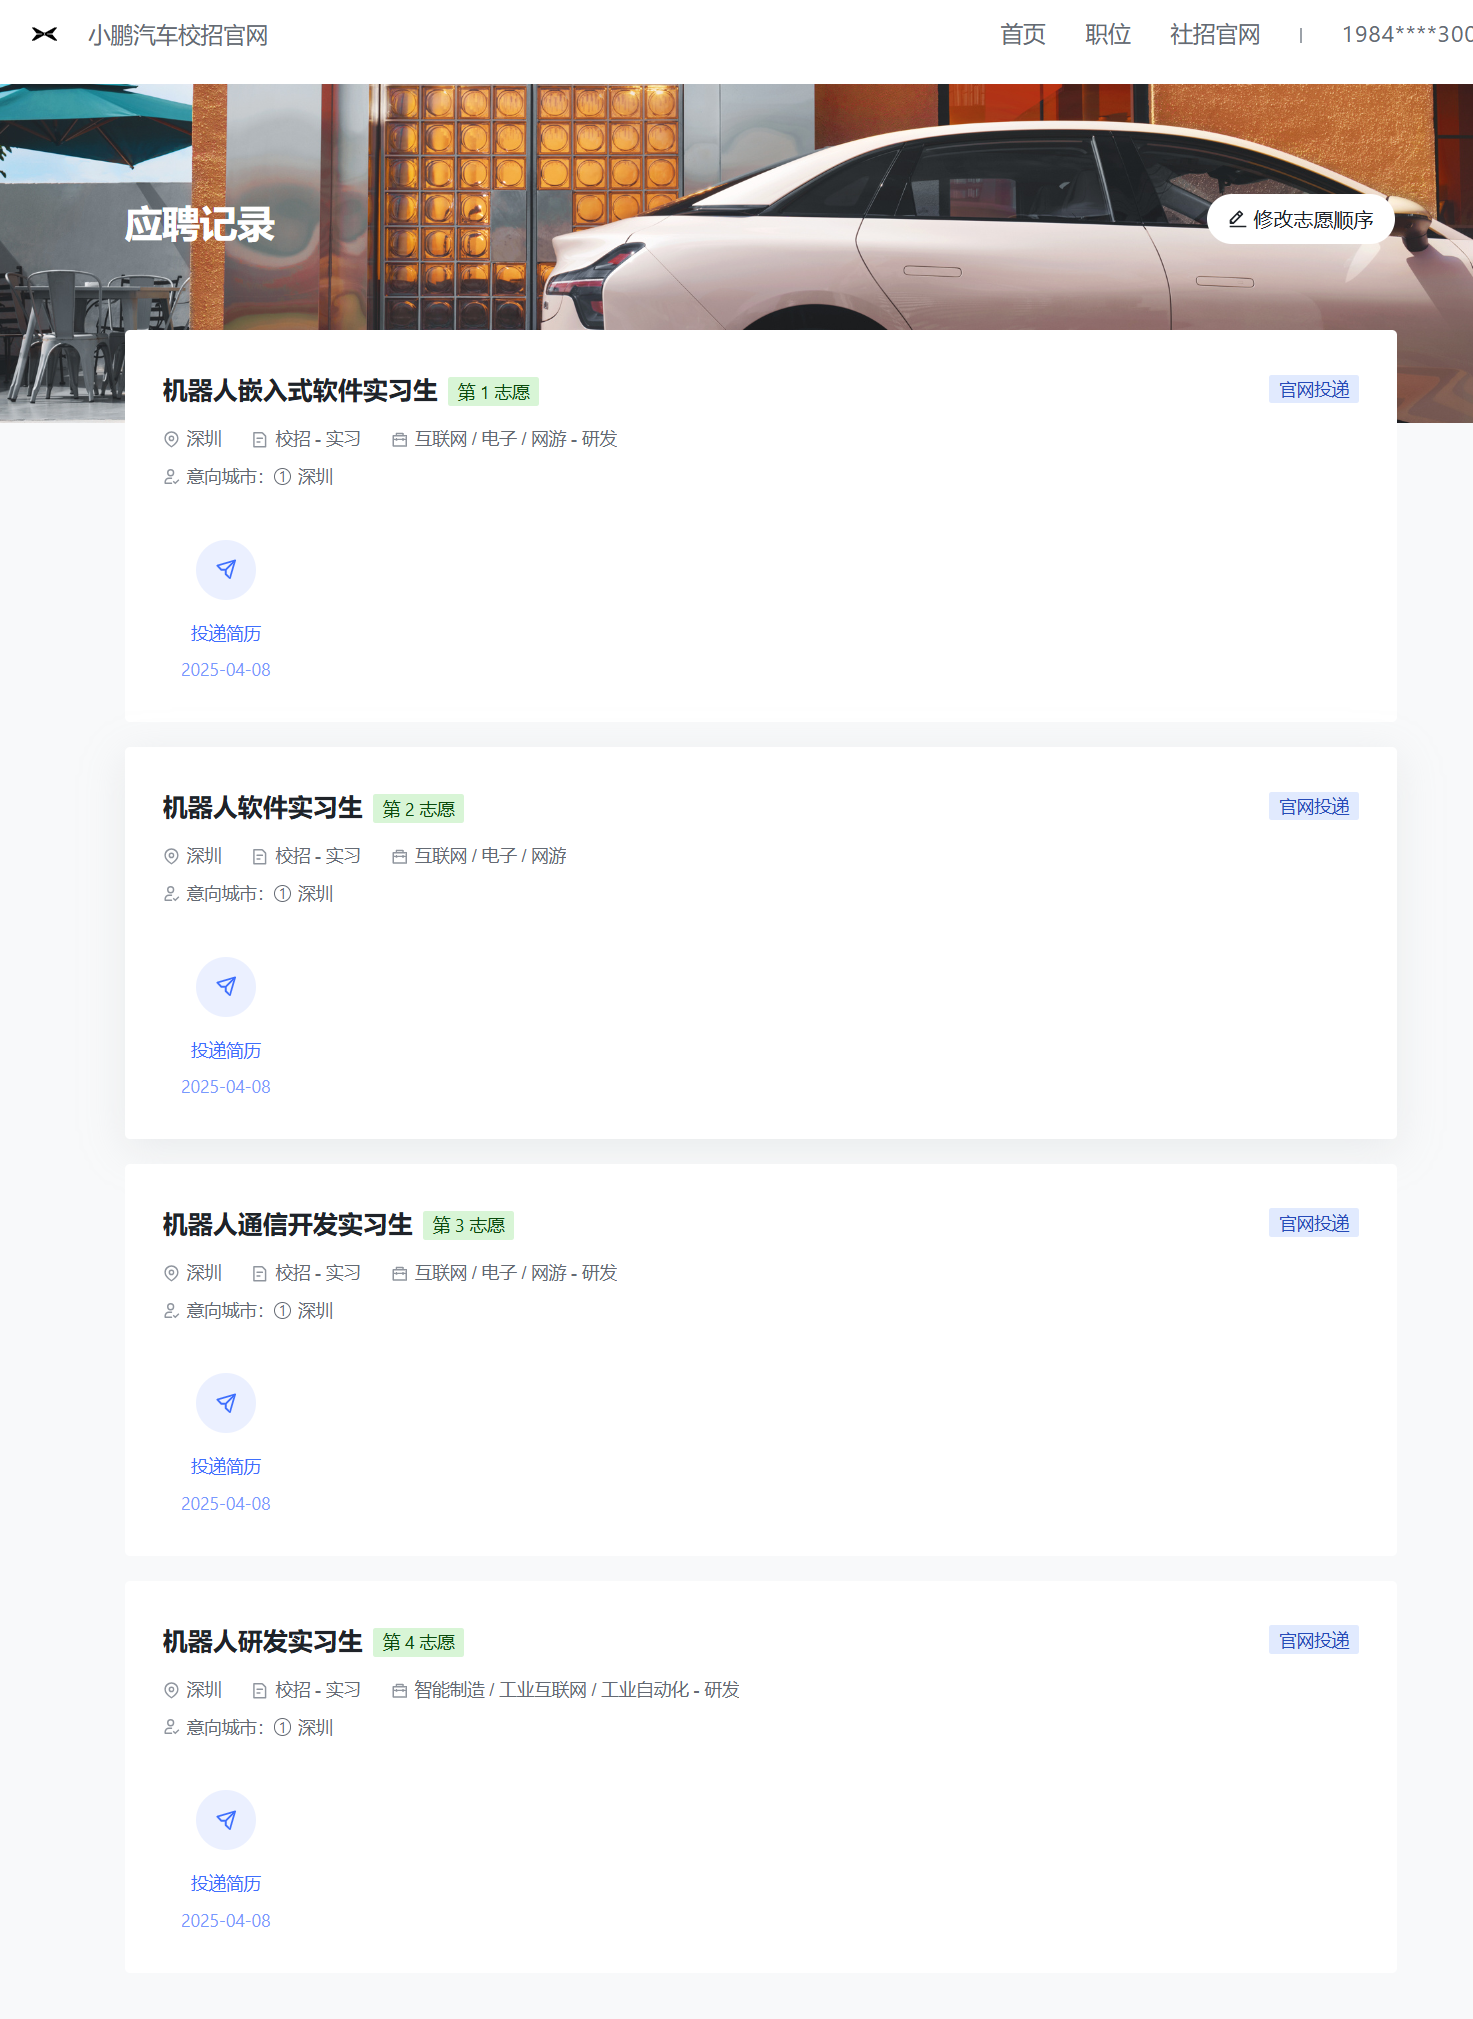 小鹏汽车校招官网
首页 职位 社招官网 | 1984****300
应聘记录
修改志愿顺序
机器人嵌入式软件实习生 第 1 志愿 官网投递
深圳 校招 - 实习 互联网 / 电子 / 网游 - 研发
意向城市：① 深圳
投递简历
2025-04-08
机器人软件实习生 第 2 志愿 官网投递
深圳 校招 - 实习 互联网 / 电子 / 网游
意向城市：① 深圳
投递简历
2025-04-08
机器人通信开发实习生 第 3 志愿 官网投递
深圳 校招 - 实习 互联网 / 电子 / 网游 - 研发
意向城市：① 深圳
投递简历
2025-04-08
机器人研发实习生 第 4 志愿 官网投递
深圳 校招 - 实习 智能制造 / 工业互联网 / 工业自动化 - 研发
意向城市：① 深圳
投递简历
2025-04-08